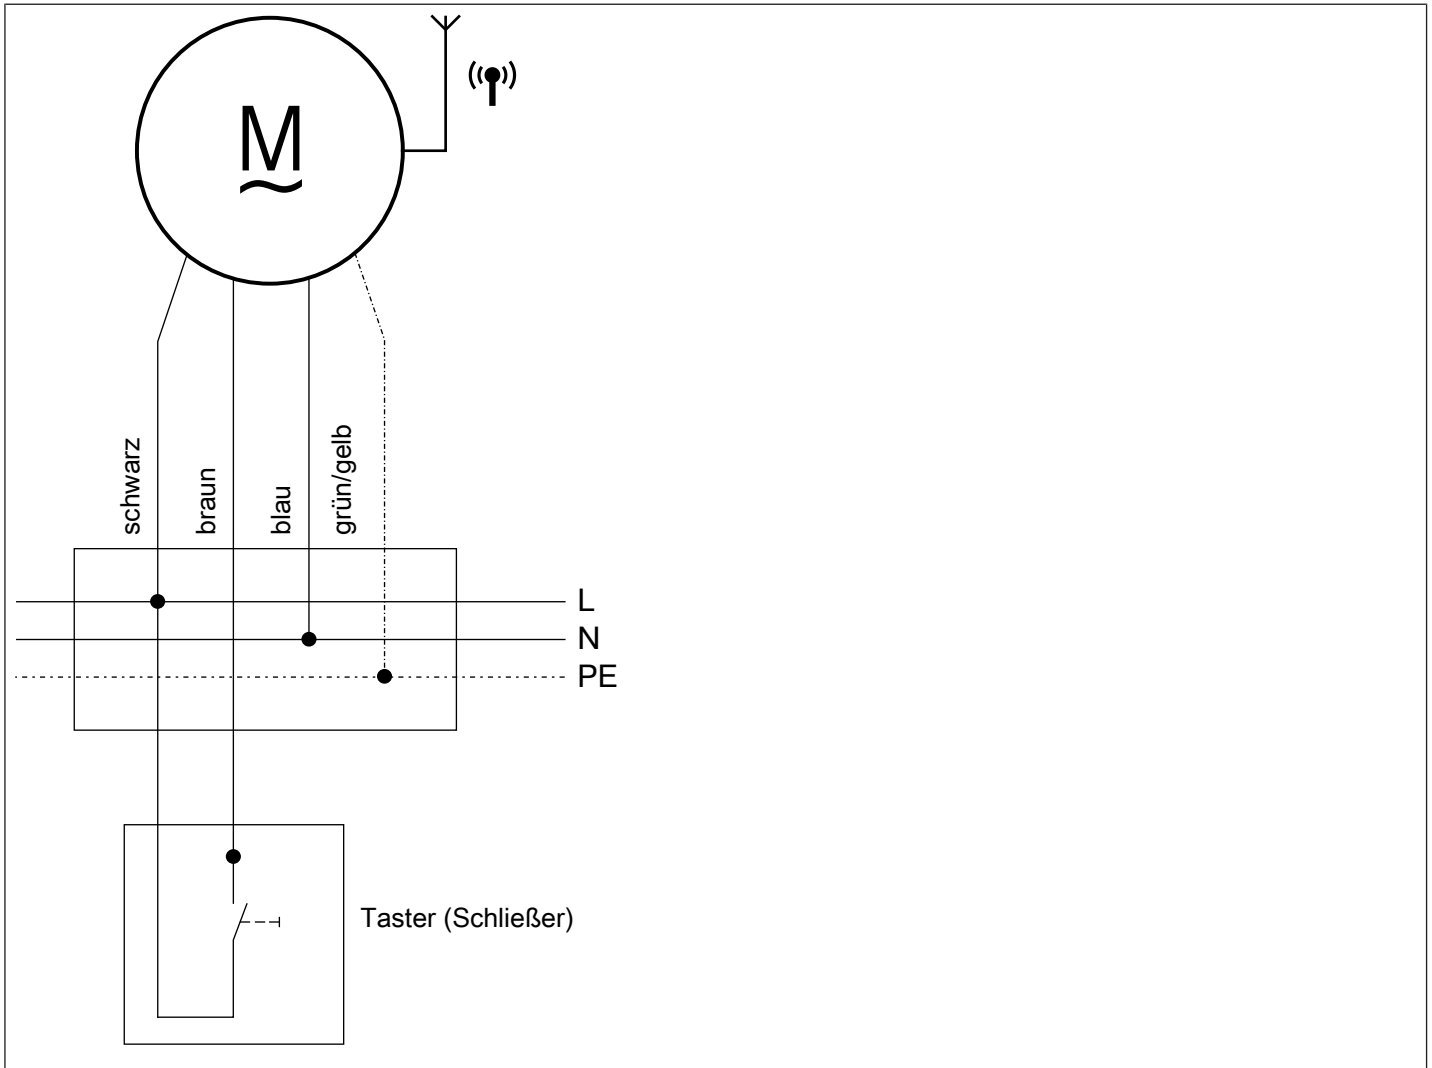 M
schwarz
braun
blau
grün/gelb
L
N
PE
Taster (Schließer)